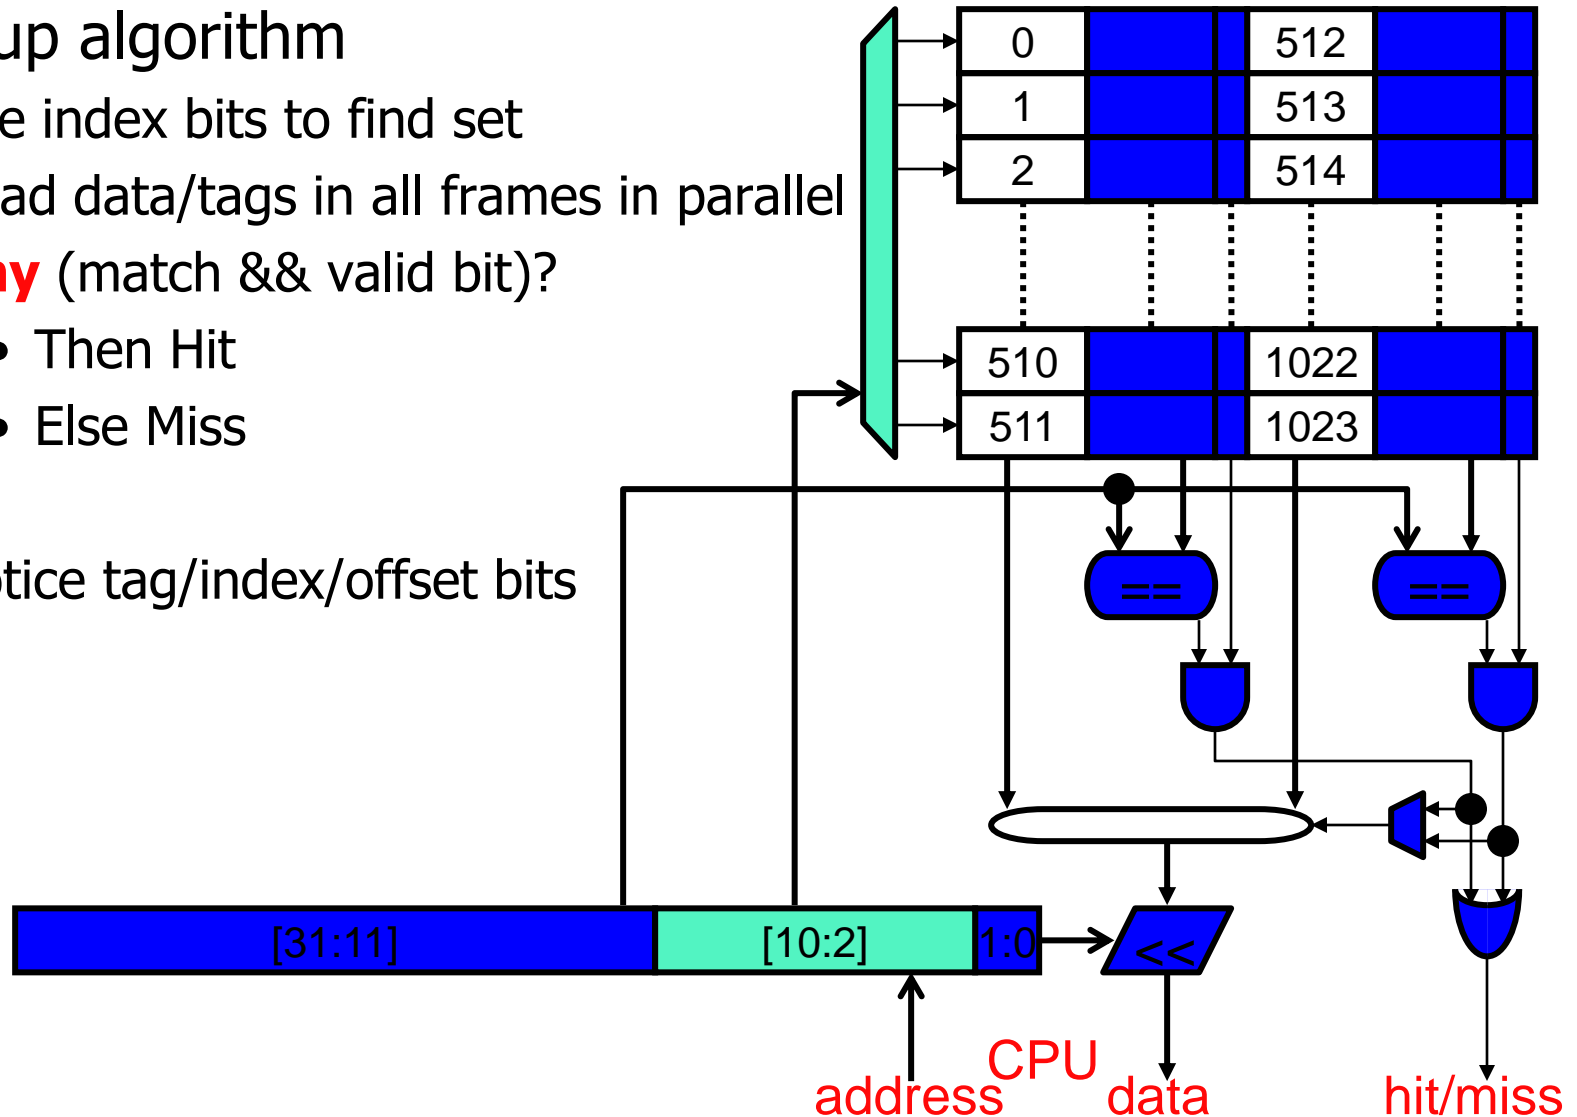 up algorithm
e index bits to find set
ad data/tags in all frames in parallel
ny (match && valid bit)?
• Then Hit
• Else Miss
otice tag/index/offset bits
0 512
1 513
2 514
510 1022
511 1023
== ==
[31:11] [10:2] 1:0 <<
CPU
address data hit/miss